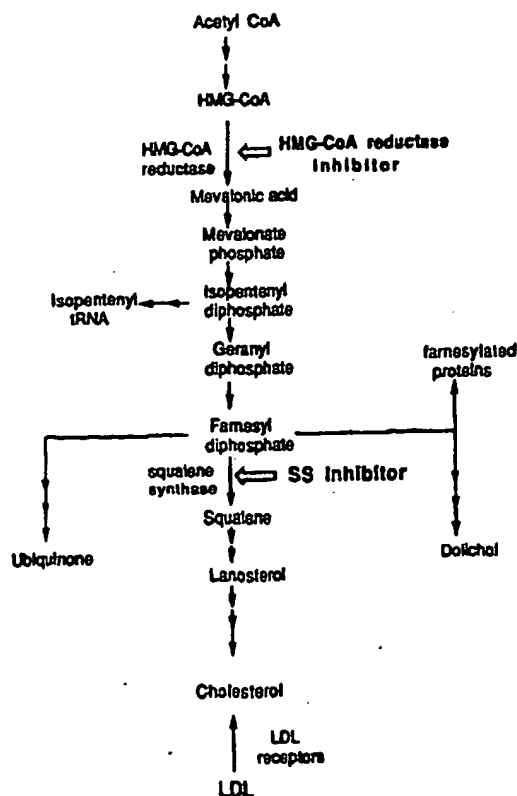 Acetyl CoA
HMG-CoA
HMG-CoA reductase
HMG-CoA reductase
inhibitor
Mevalonic acid
Mevalonate
phosphate
Isopentenyl
tRNA
Isopentenyl
diphosphate
Geranyl
diphosphate
farnesylated
proteins
Farnesyl
diphosphate
squalene
synthase
SS inhibitor
Squalene
Ubiquinone
Dolichol
Lanosterol
Cholesterol
LDL
receptors
LDL